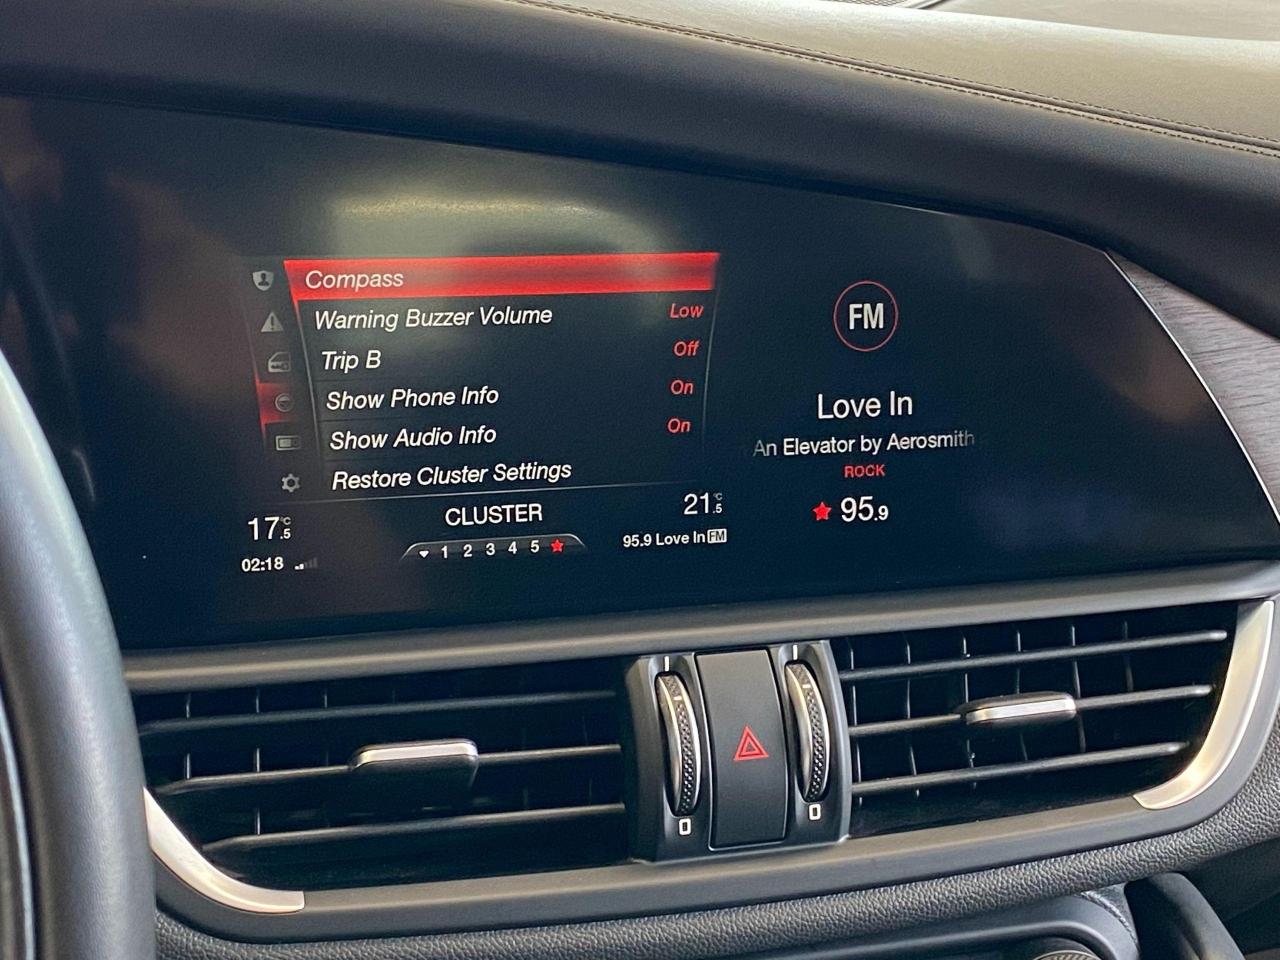 Compass
Warning Buzzer Volume Low
Trip B Off
Show Phone Info On
Show Audio Info On
Restore Cluster Settings
CLUSTER
17.5°C
21.5°C
02:18
1 2 3 4 5
95.9 Love In FM
FM
Love In
An Elevator by Aerosmith
ROCK
95.9
0
0